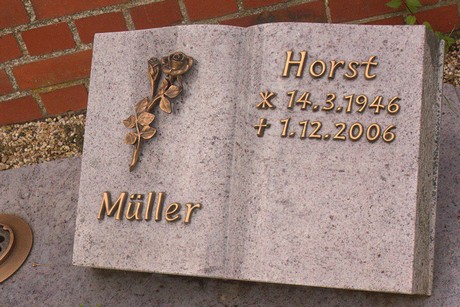 Müller
Horst
* 14.3.1946
† 1.12.2006